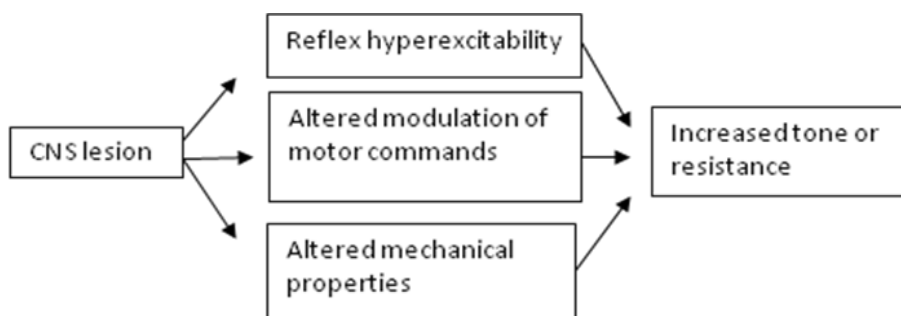 CNS lesion
Reflex hyperexcitability
Altered modulation of
motor commands
Altered mechanical
properties
Increased tone or
resistance